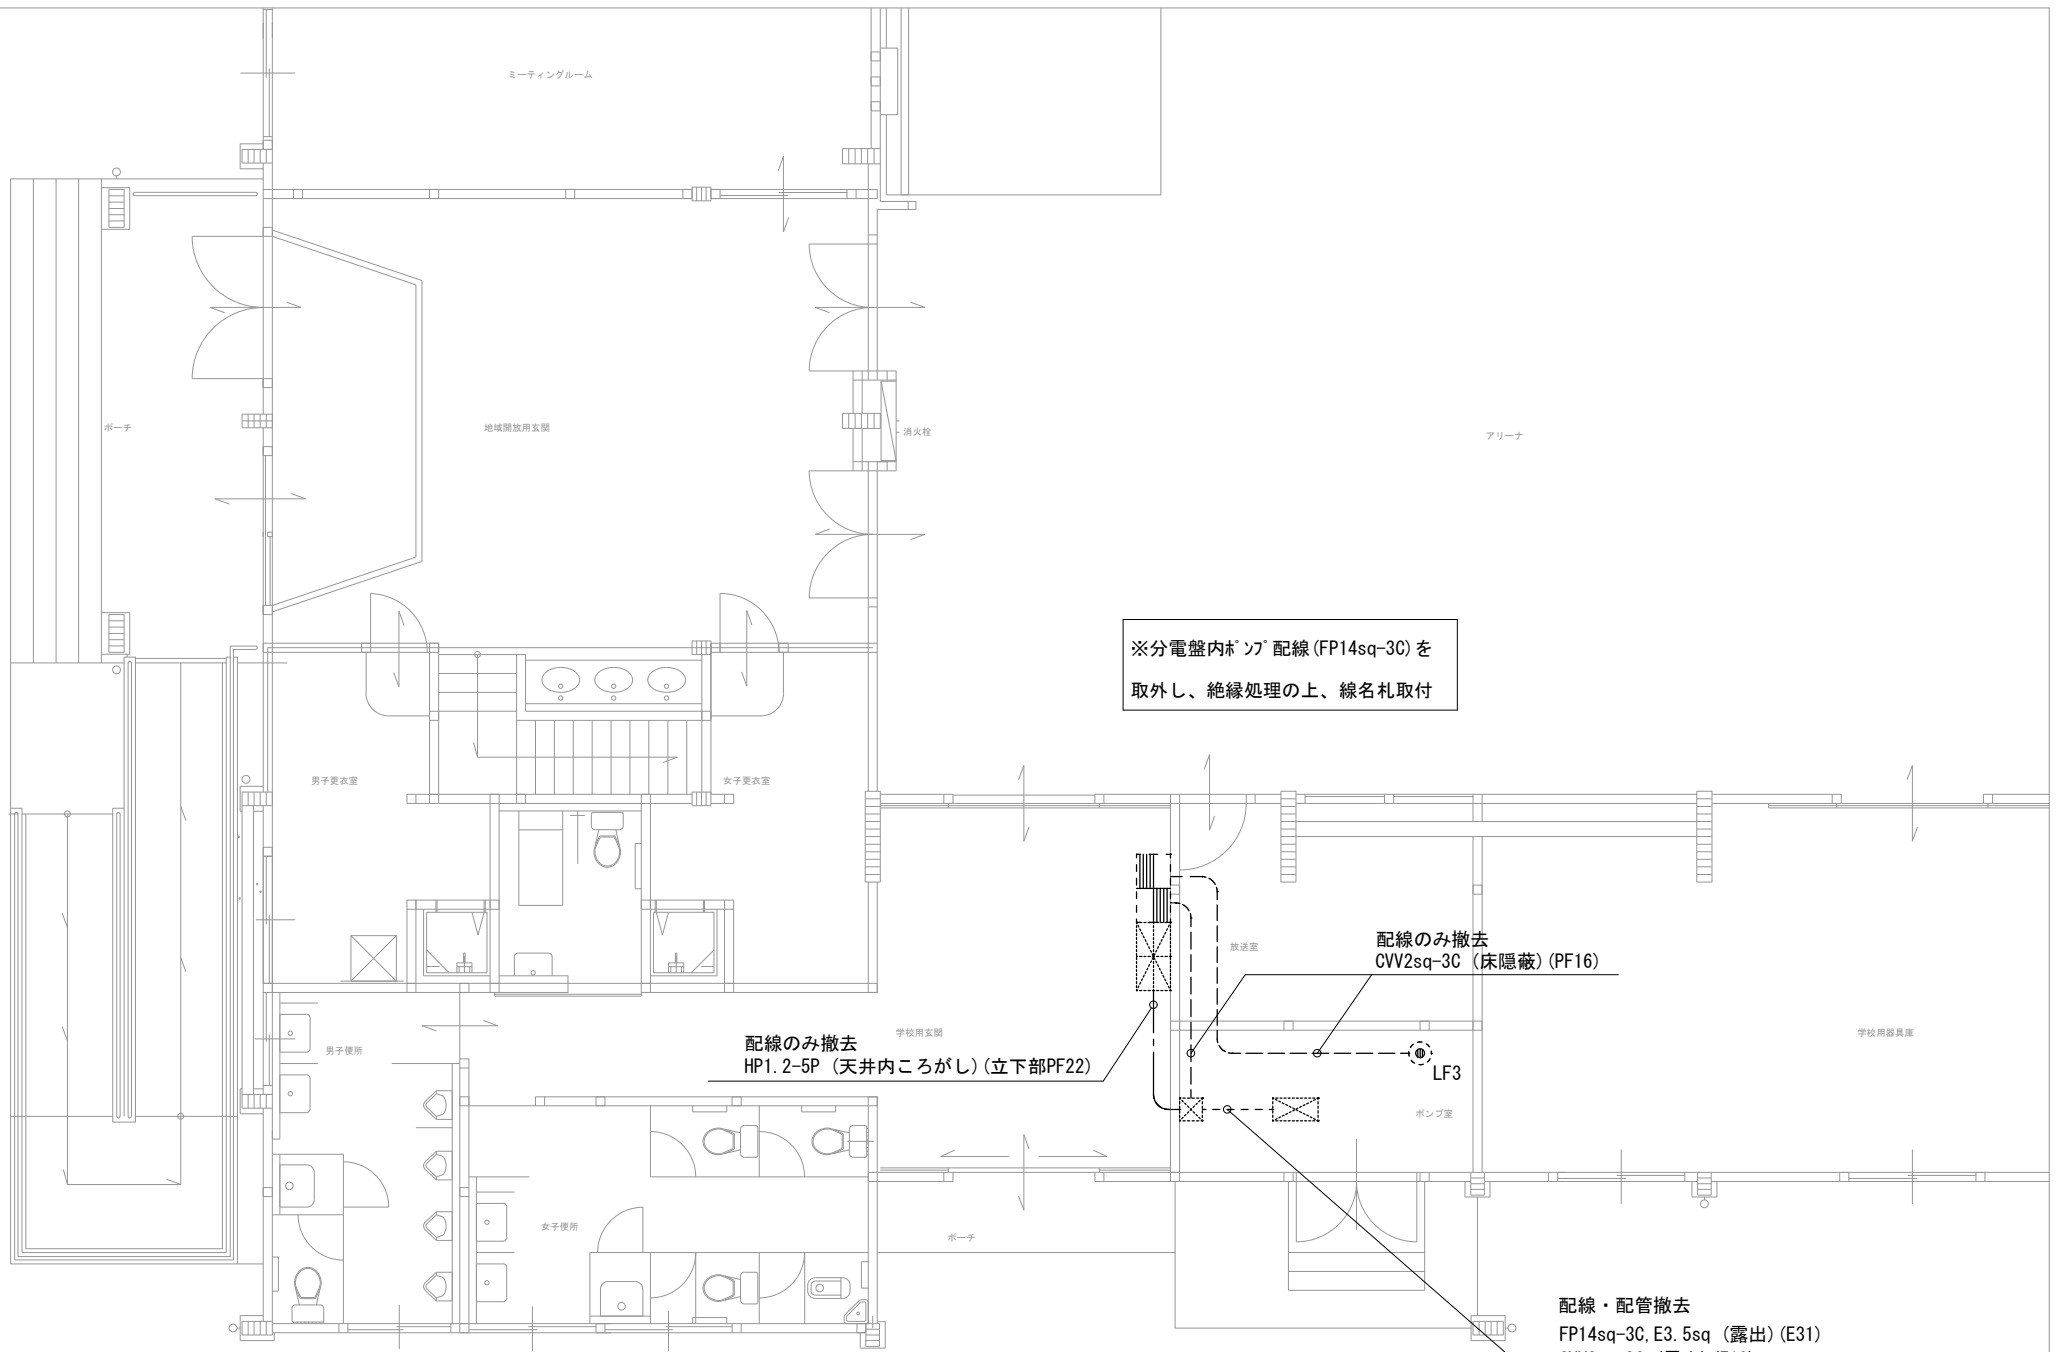 ミーティングルーム
ポーチ
地域開放用玄関
消火栓
アリーナ
※分電盤内ﾎﾟﾝﾌﾟ配線(FP14sq-3C)を
取外し、絶縁処理の上、線名札取付
男子更衣室
女子更衣室
放送室
配線のみ撤去
CVV2sq-3C (床隠蔽)(PF16)
学校用玄関
学校用器具庫
配線のみ撤去
HP1.2-5P (天井内ころがし)(立下部PF22)
男子便所
LF3
ポンプ室
女子便所
ポーチ
配線・配管撤去
FP14sq-3C,E3.5sq (露出)(E31)